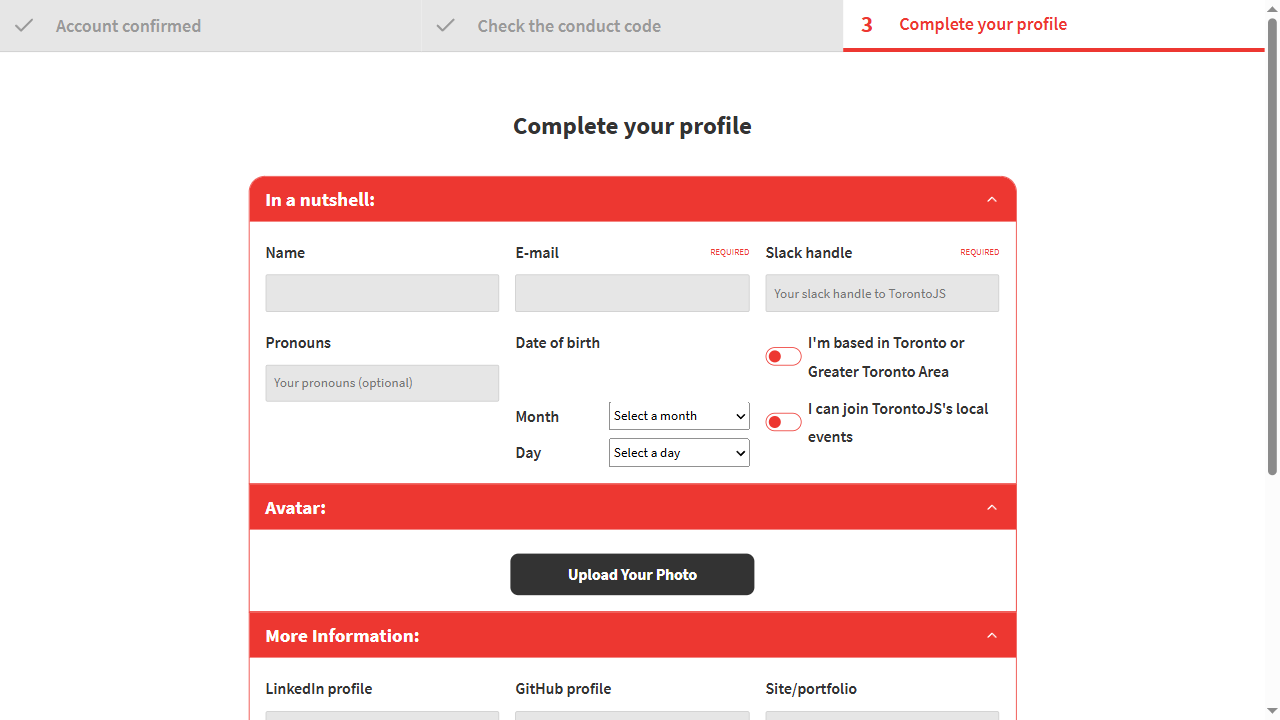 Account confirmed
Check the conduct code
3 Complete your profile
Complete your profile
In a nutshell:
Name
E-mail REQUIRED
Slack handle REQUIRED
Your slack handle to TorontoJS
Pronouns
Your pronouns (optional)
Date of birth
Month Select a month
Day Select a day
I'm based in Toronto or
Greater Toronto Area
I can join TorontoJS's local
events
Avatar:
Upload Your Photo
More Information:
LinkedIn profile
GitHub profile
Site/portfolio